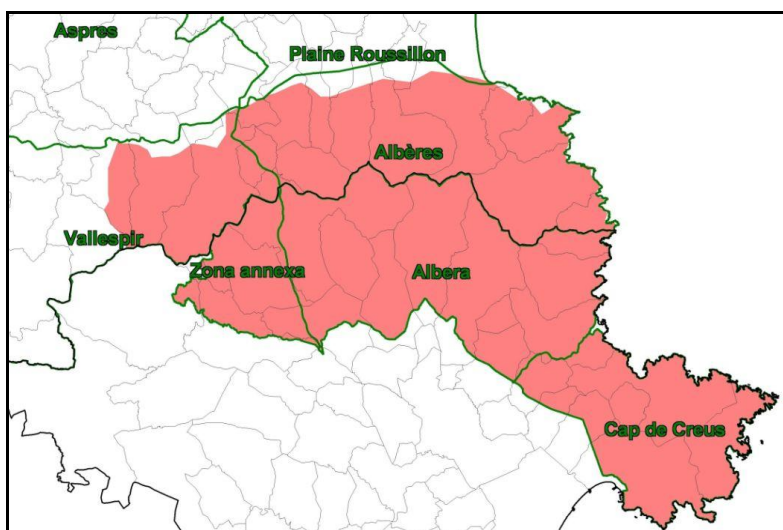 Aspres
Plaine Roussillon
Albères
Vallespir
Zona annexa
Albera
Cap de Creus